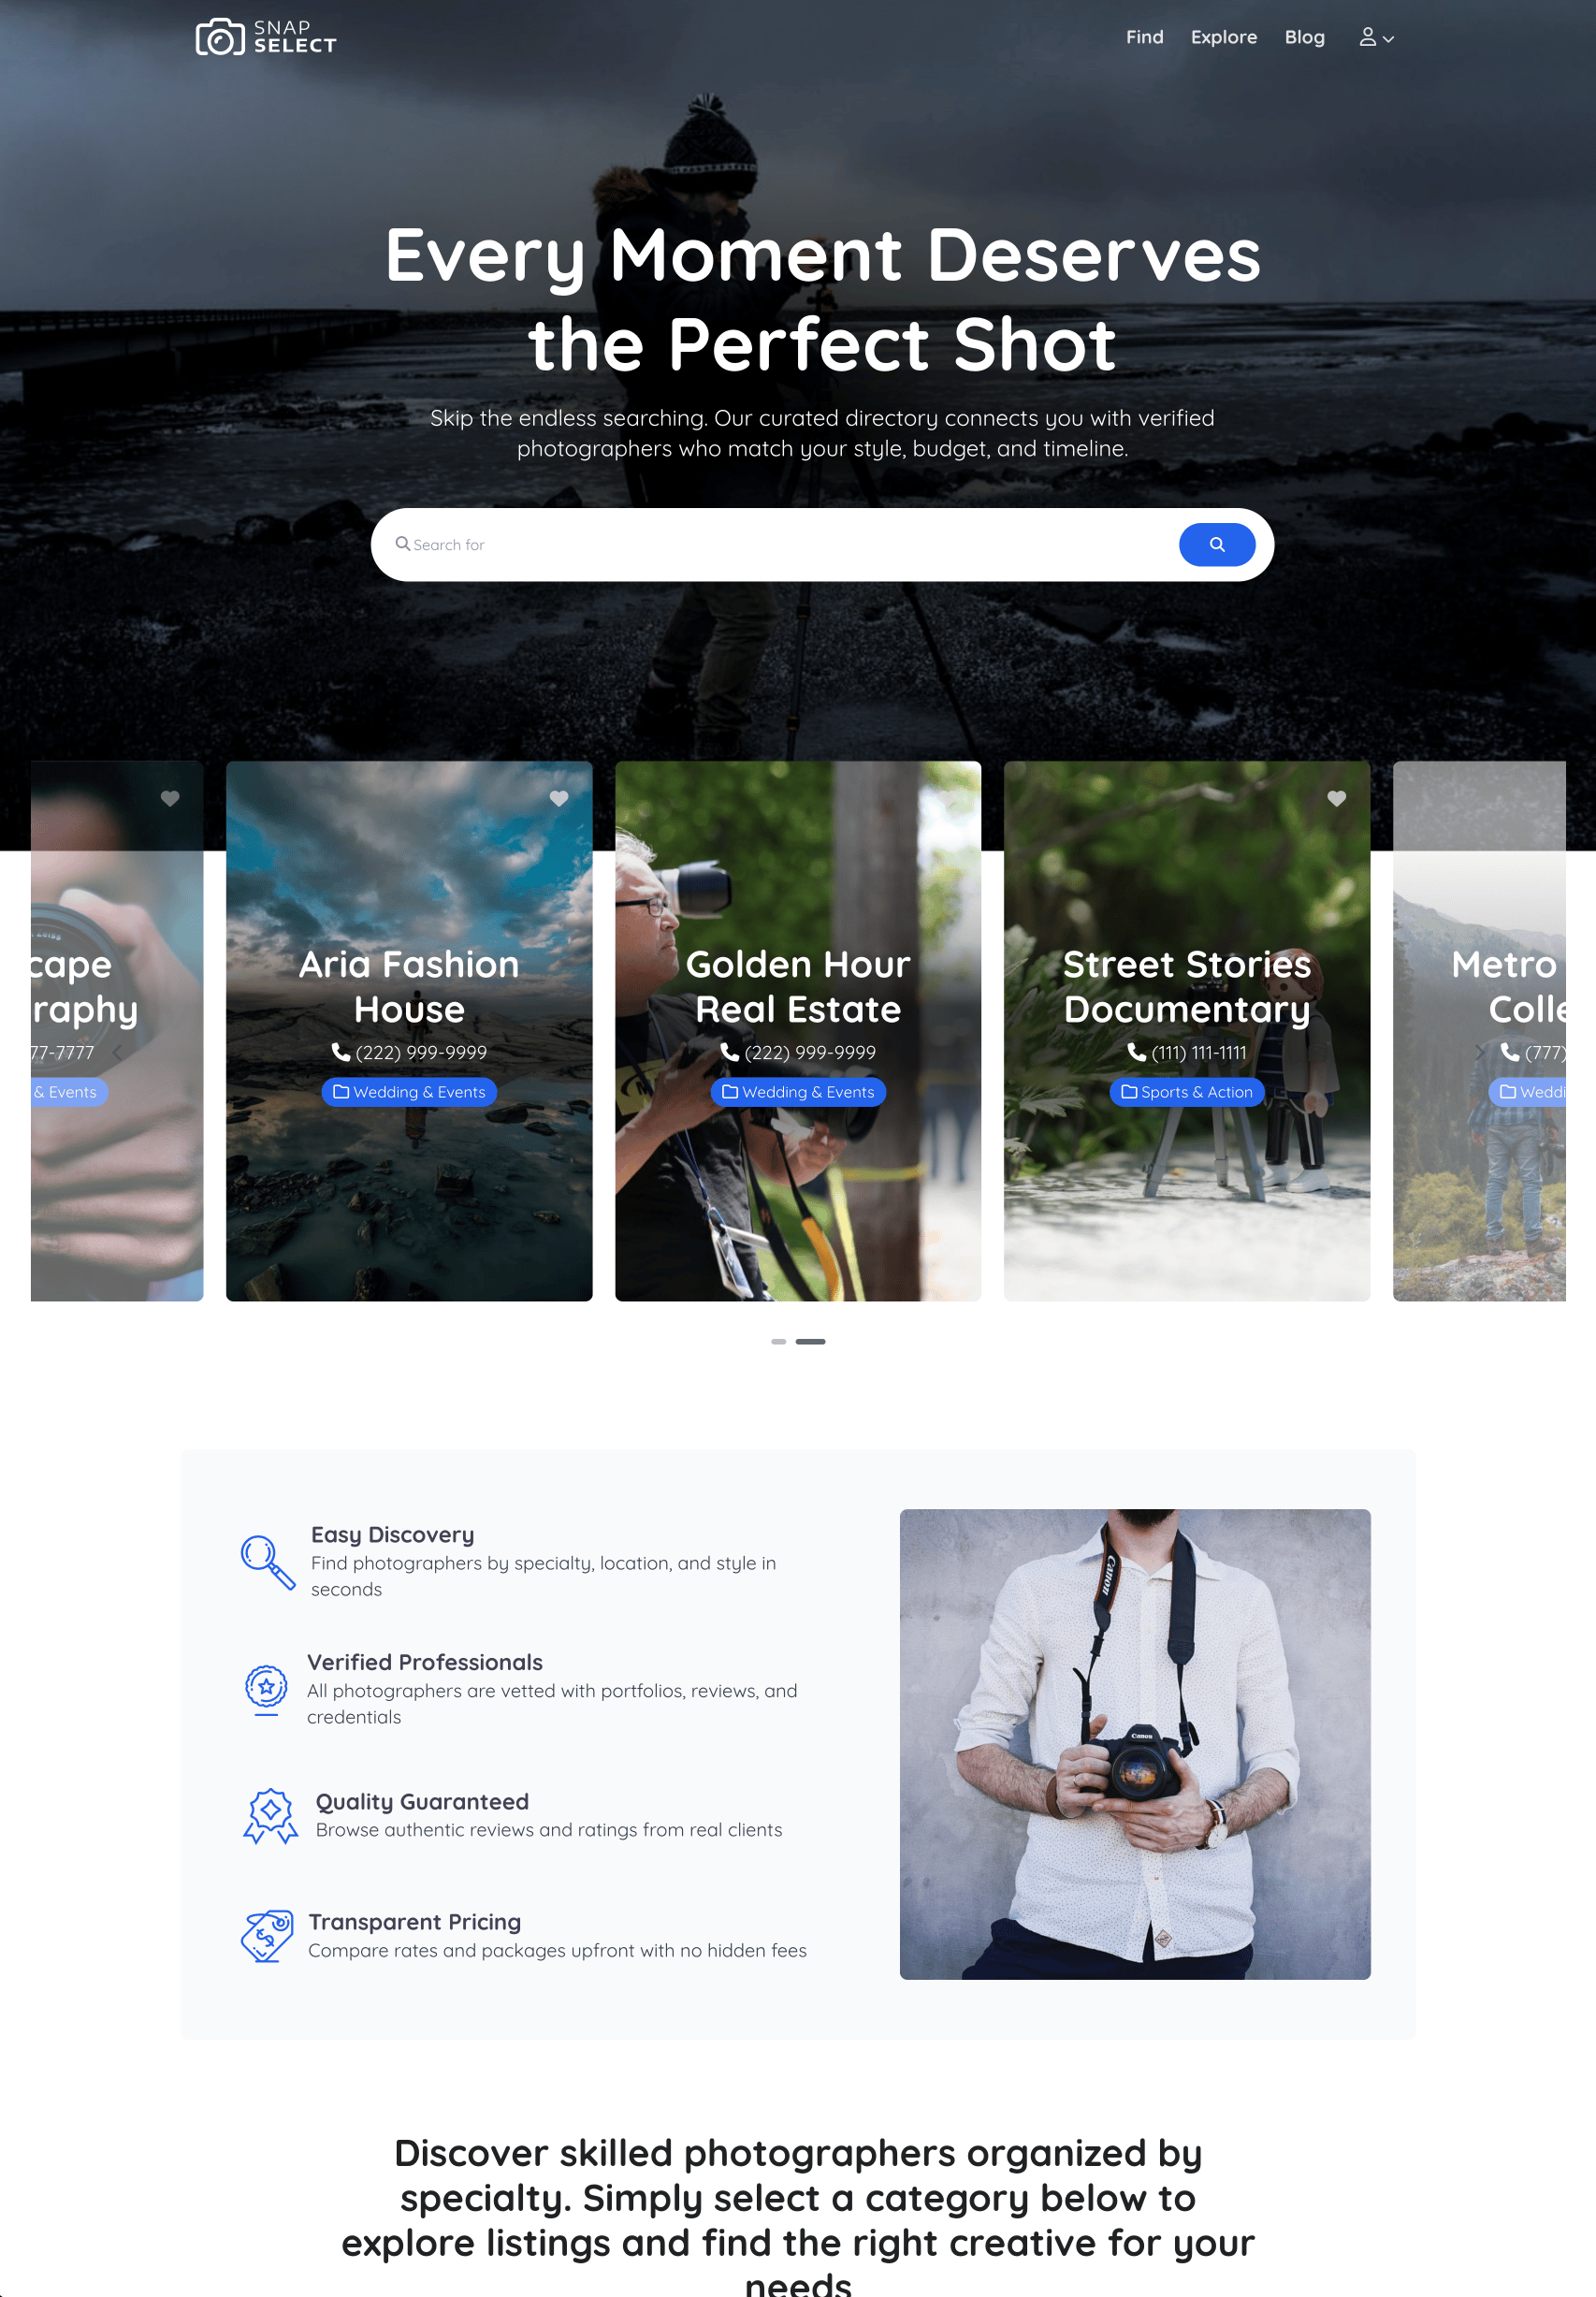 SNAP
SELECT
Find Explore Blog
Every Moment Deserves
the Perfect Shot
Skip the endless searching. Our curated directory connects you with verified
photographers who match your style, budget, and timeline.
Search for
cape
raphy
77-7777
& Events
Aria Fashion
House
(222) 999-9999
Wedding & Events
Golden Hour
Real Estate
(222) 999-9999
Wedding & Events
Street Stories
Documentary
(111) 111-1111
Sports & Action
Metro
Colle
(777)
Weddi
Easy Discovery
Find photographers by specialty, location, and style in
seconds
Verified Professionals
All photographers are vetted with portfolios, reviews, and
credentials
Quality Guaranteed
Browse authentic reviews and ratings from real clients
Transparent Pricing
Compare rates and packages upfront with no hidden fees
Canon
Canon
Discover skilled photographers organized by
specialty. Simply select a category below to
explore listings and find the right creative for your
needs